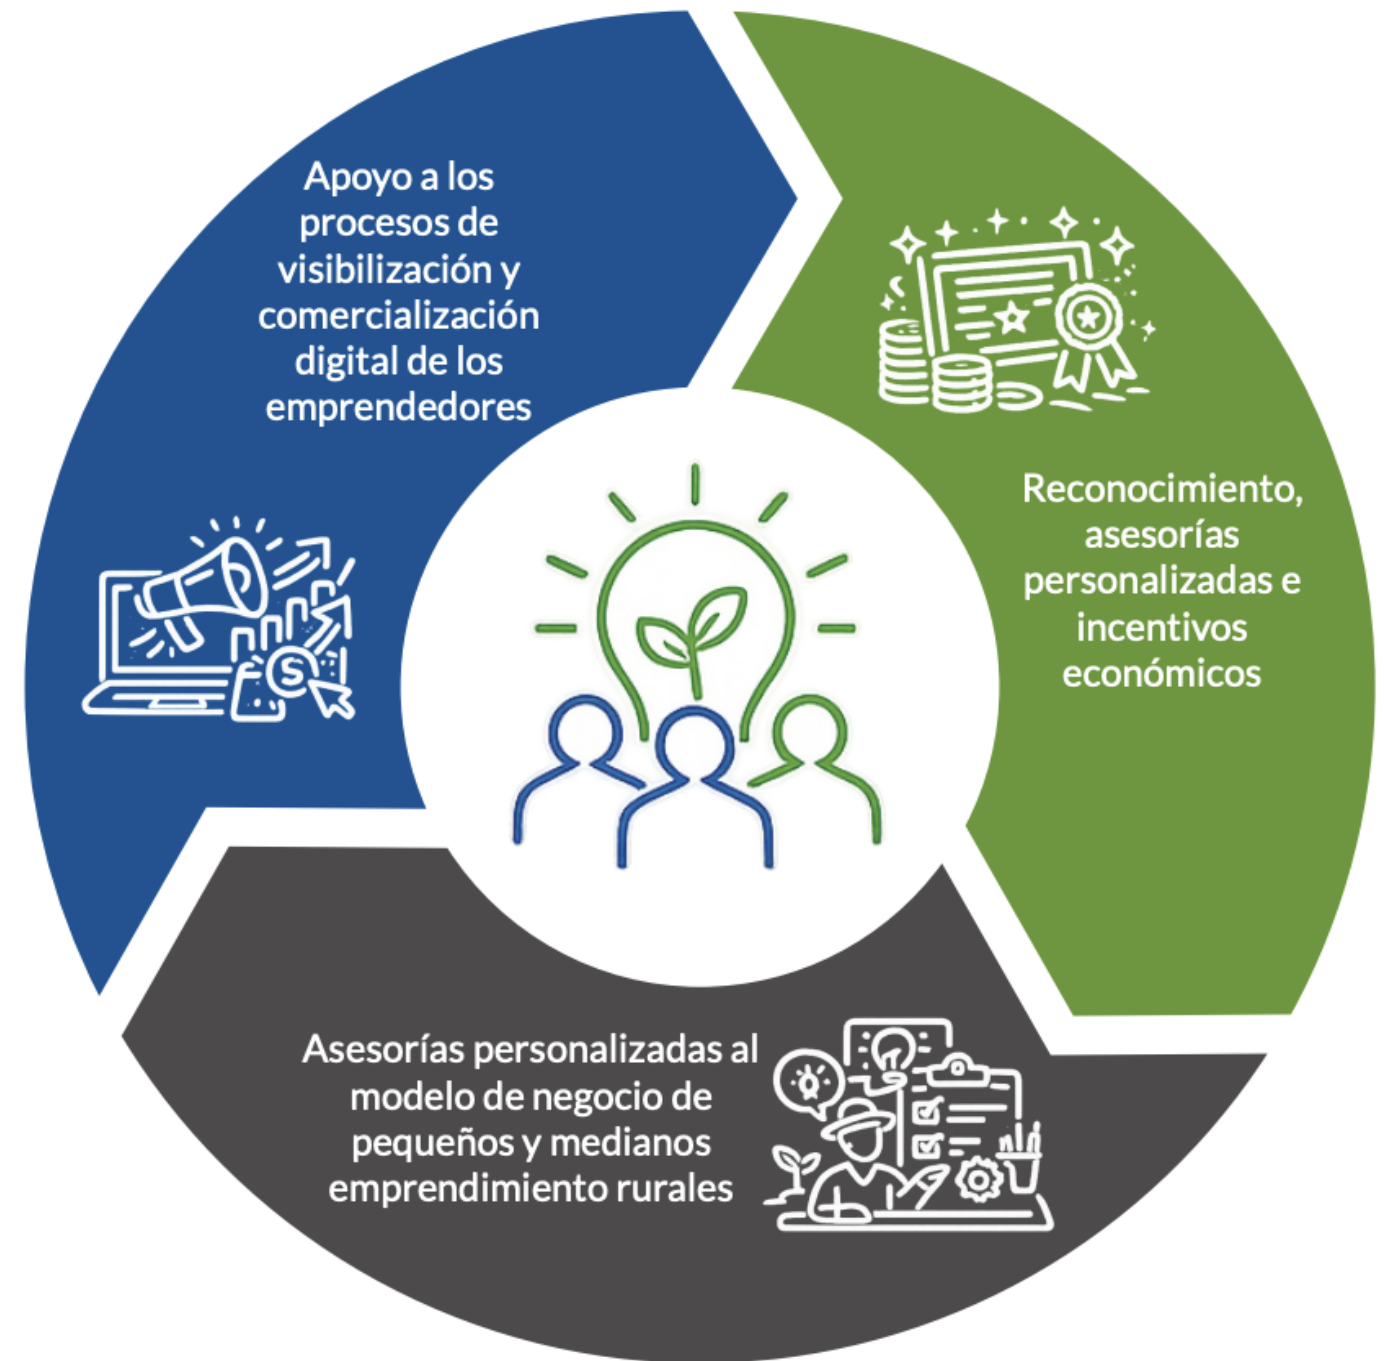 Apoyo a los
procesos de
visibilización y
comercialización
digital de los
emprendedores
Reconocimiento,
asesorías
personalizadas e
incentivos
económicos
Asesorías personalizadas al
modelo de negocio de
pequeños y medianos
emprendimiento rurales